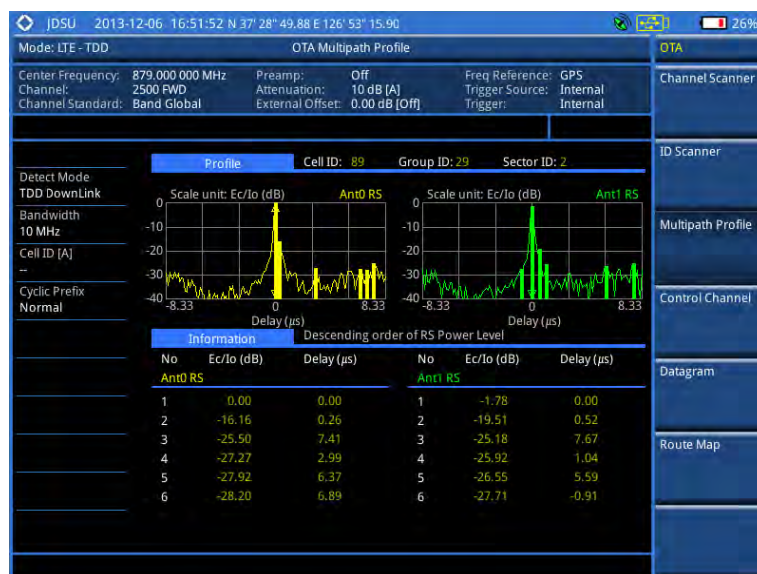 JDSU 2013-12-06 16:51:52 N 37' 28" 49.88 E 126' 53" 15.90 26%
Mode: LTE - TDD OTA Multipath Profile OTA
Center Frequency: 879.000 000 MHz Preamp: Off Freq Reference: GPS
Channel: 2500 FWD Attenuation: 10 dB [A] Trigger Source: Internal
Channel Standard: Band Global External Offset: 0.00 dB [Off] Trigger: Internal
Channel Scanner
ID Scanner
Multipath Profile
Control Channel
Datagram
Route Map
Detect Mode
TDD DownLink
Bandwidth
10 MHz
Cell ID [A]
--
Cyclic Prefix
Normal
Profile Cell ID: 89 Group ID: 29 Sector ID: 2
Scale unit: Ec/Io (dB) Ant0 RS
0
-10
-20
-30
-40
-8.33 0 8.33
Delay (µs)
Scale unit: Ec/Io (dB) Ant1 RS
0
-10
-20
-30
-40
-8.33 0 8.33
Delay (µs)
Information Descending order of RS Power Level
No Ec/Io (dB) Delay (µs) No Ec/Io (dB) Delay (µs)
Ant0 RS Ant1 RS
1 0.00 0.00 1 -1.78 0.00
2 -16.16 0.26 2 -19.51 0.52
3 -25.50 7.41 3 -25.18 7.67
4 -27.27 2.99 4 -25.92 1.04
5 -27.92 6.37 5 -26.55 5.59
6 -28.20 6.89 6 -27.71 -0.91